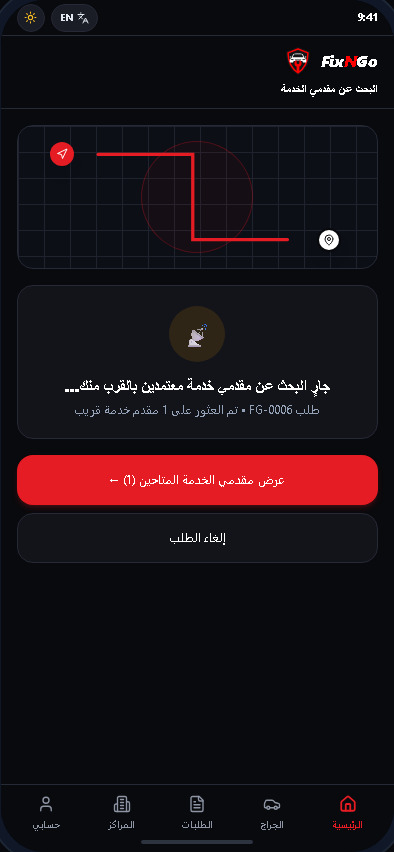 9:41
EN
FixNGo
البحث عن مقدمي الخدمة
جارٍ البحث عن مقدمي خدمة معتمدين بالقرب منك...
طلب FG-0006 • تم العثور على 1 مقدم خدمة قريب
عرض مقدمي الخدمة المتاحين (1) ←
إلغاء الطلب
الرئيسية
الجراج
الطلبات
المراكز
حسابي